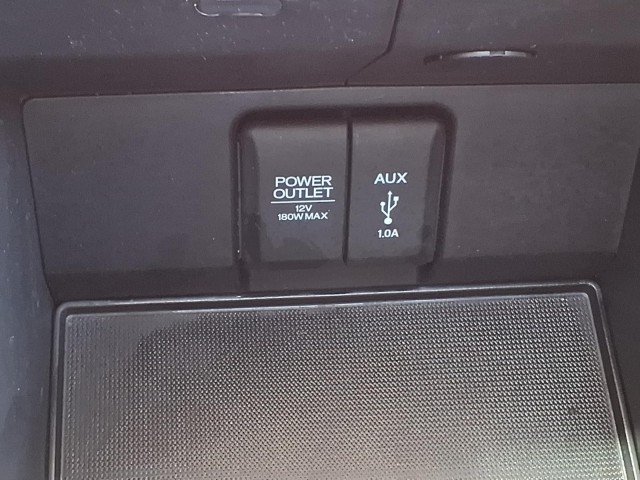 POWER
OUTLET
12V
180W MAX
AUX
1.0A